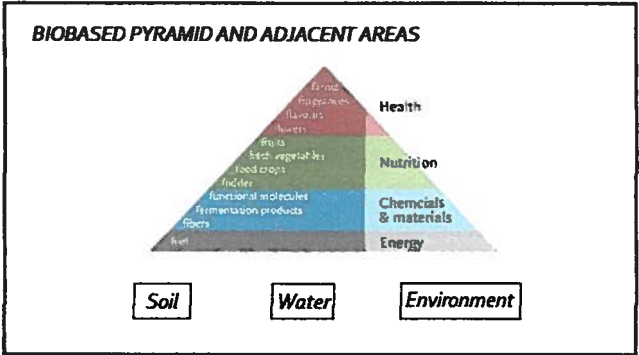 BIOBASED PYRAMID AND ADJACENT AREAS
fragrances
flavours
flowers
Health
fruits
fresh vegetables
food crops
fodder
Nutrition
functional molecules
fermentation products
fibers
Chemcials
& materials
fuel
Energy
Soil
Water
Environment